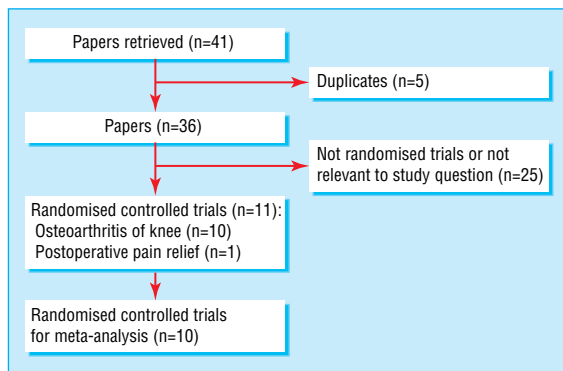 Papers retrieved (n=41)
Duplicates (n=5)
Papers (n=36)
Not randomised trials or not
relevant to study question (n=25)
Randomised controlled trials (n=11):
Osteoarthritis of knee (n=10)
Postoperative pain relief (n=1)
Randomised controlled trials
for meta-analysis (n=10)